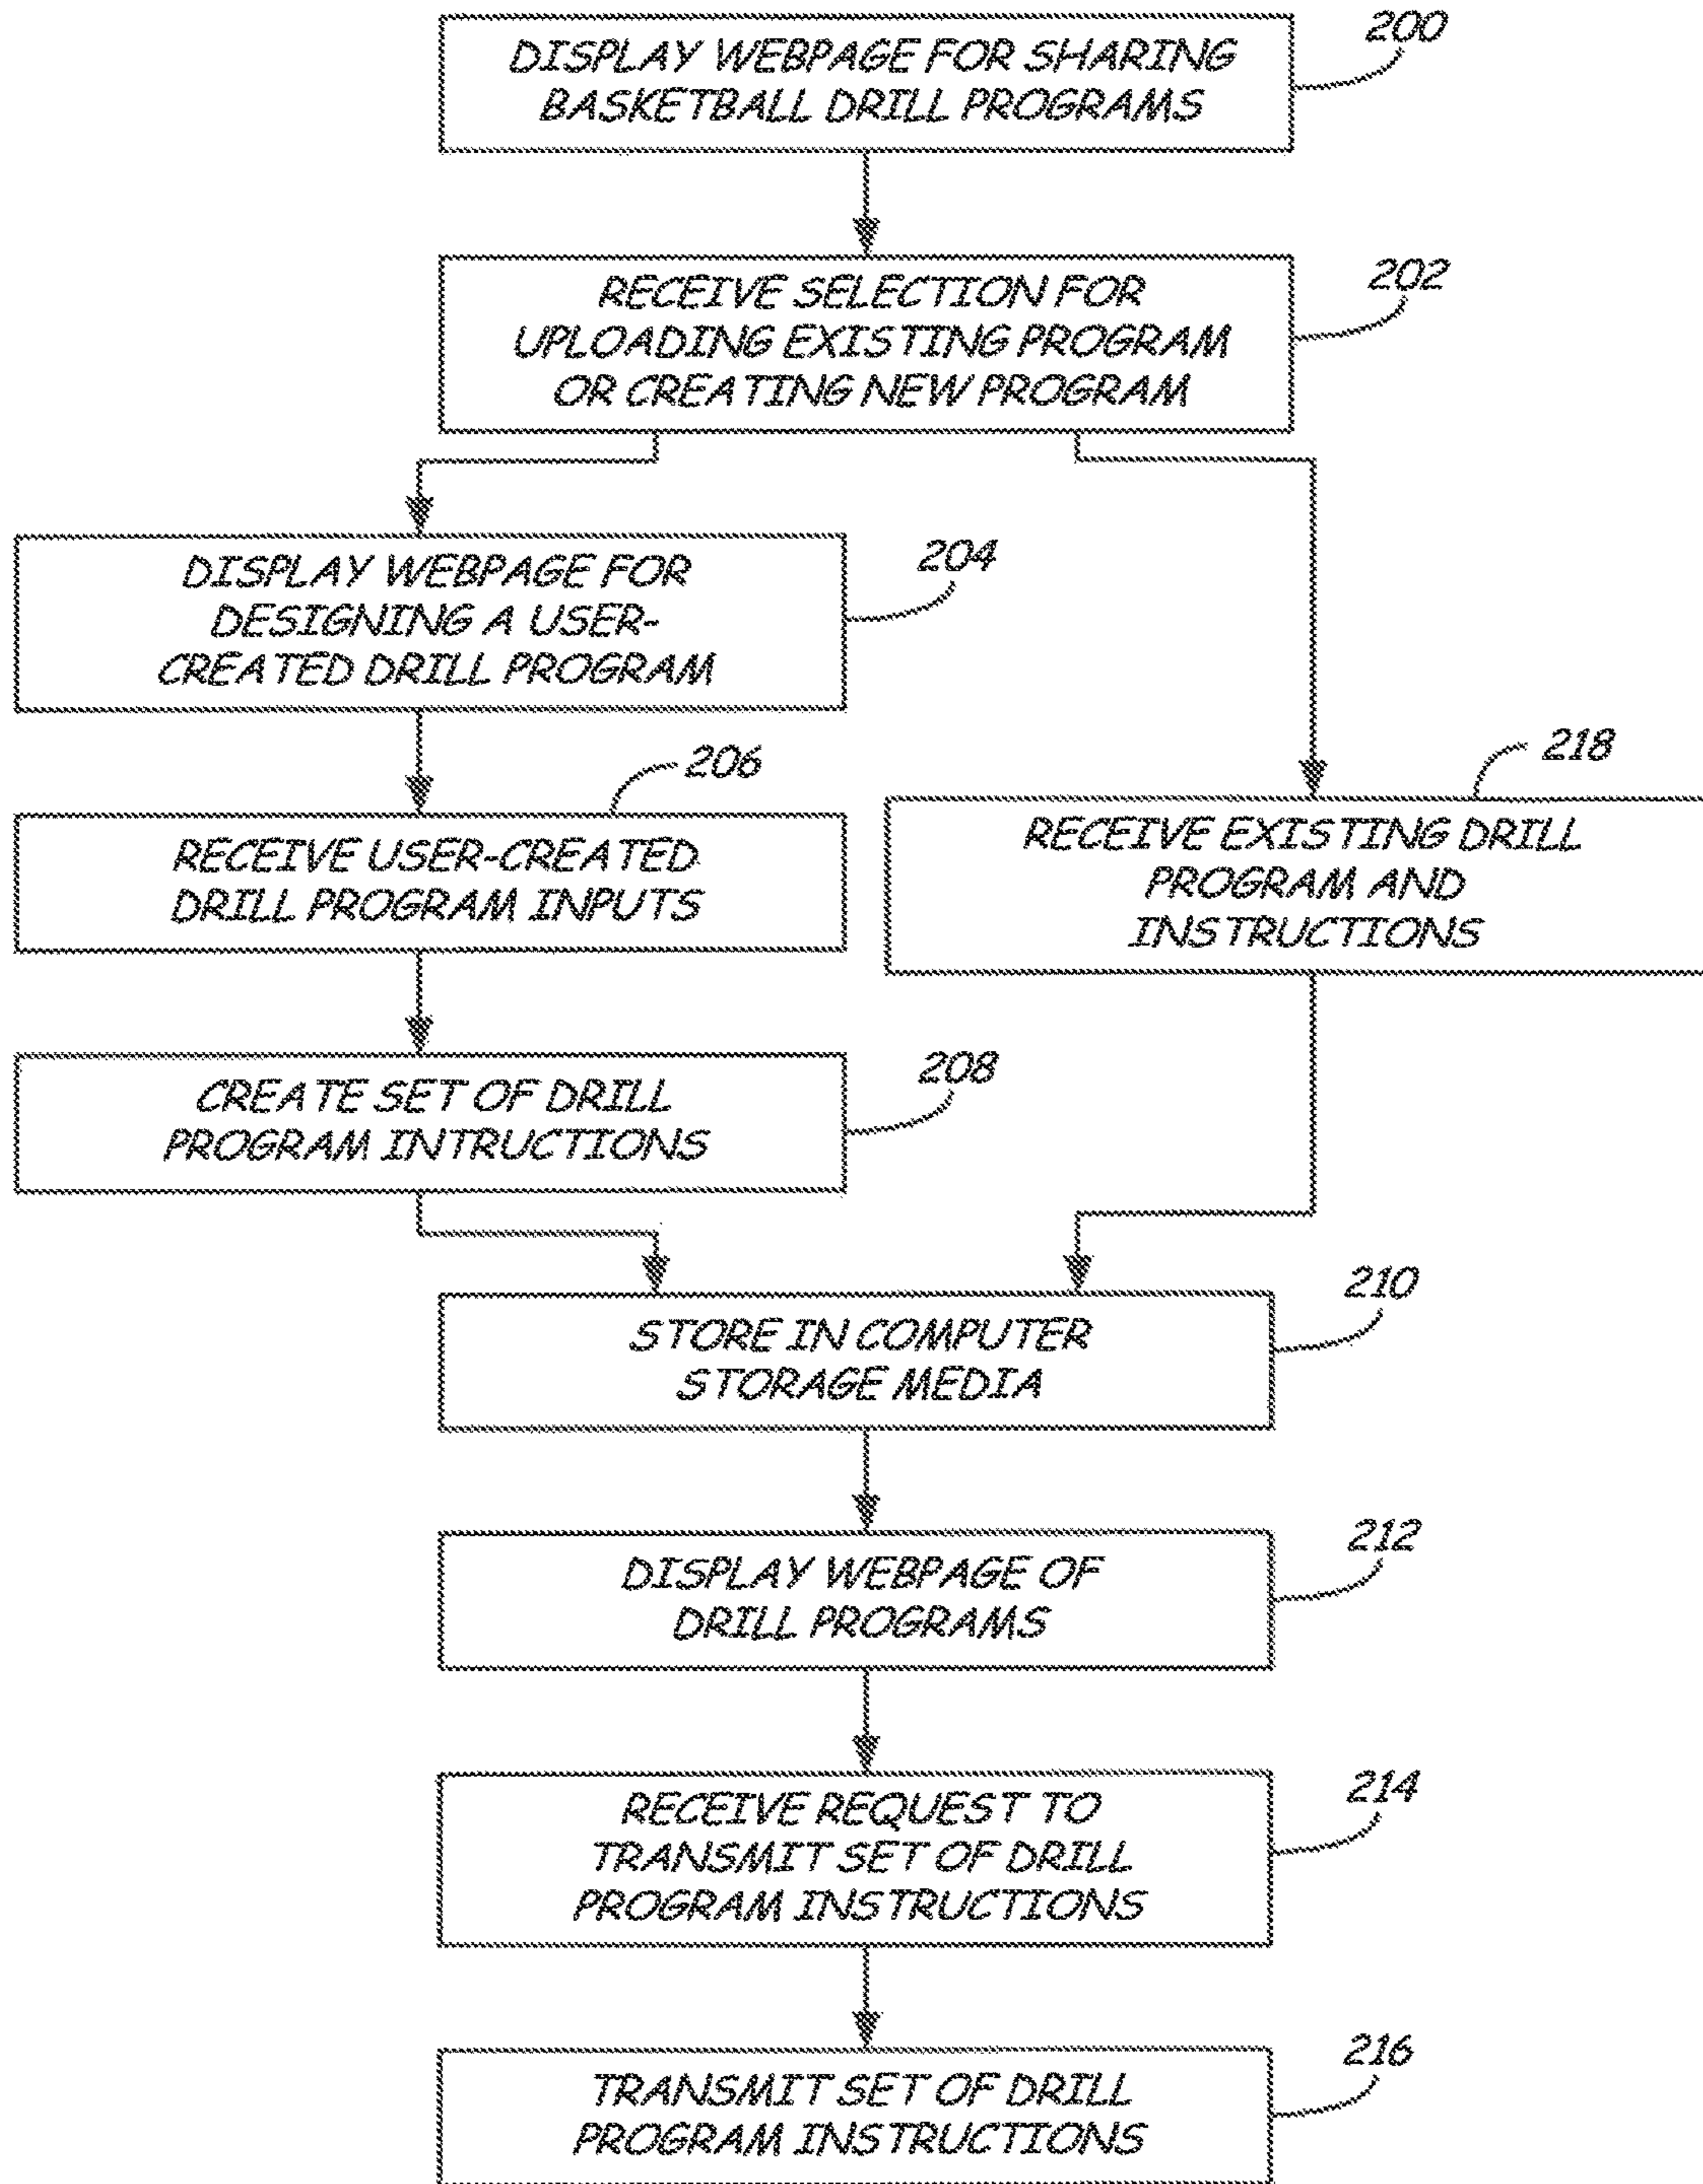 200
DISPLAY WEBPAGE FOR SHARING
BASKETBALL DRILL PROGRAMS
202
RECEIVE SELECTION FOR
UPLOADING EXISTING PROGRAM
OR CREATING NEW PROGRAM
204
DISPLAY WEBPAGE FOR
DESIGNING A USER-
CREATED DRILL PROGRAM
206
RECEIVE USER-CREATED
DRILL PROGRAM INPUTS
218
RECEIVE EXISTING DRILL
PROGRAM AND
INSTRUCTIONS
208
CREATE SET OF DRILL
PROGRAM INTRUCTIONS
210
STORE IN COMPUTER
STORAGE MEDIA
212
DISPLAY WEBPAGE OF
DRILL PROGRAMS
214
RECEIVE REQUEST TO
TRANSMIT SET OF DRILL
PROGRAM INSTRUCTIONS
216
TRANSMIT SET OF DRILL
PROGRAM INSTRUCTIONS